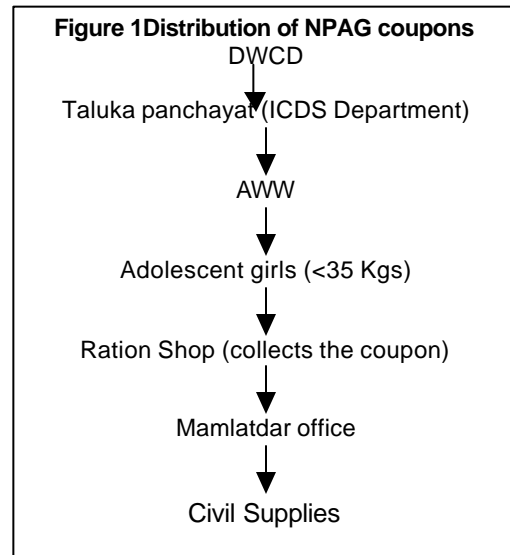 Figure 1Distribution of NPAG coupons
DWCD
Taluka panchayat (ICDS Department)
AWW
Adolescent girls (<35 Kgs)
Ration Shop (collects the coupon)
Mamlatdar office
Civil Supplies